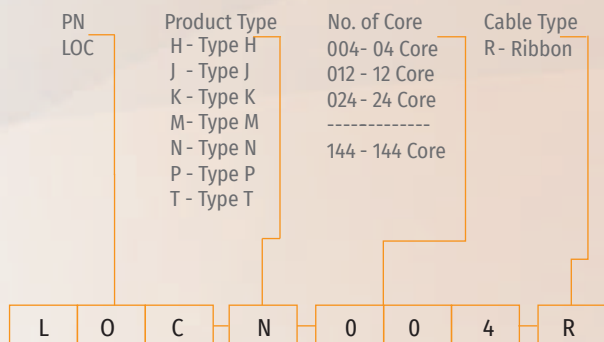 PN
LOC
Product Type
H - Type H
J - Type J
K - Type K
M - Type M
N - Type N
P - Type P
T - Type T
No. of Core
004- 04 Core
012 - 12 Core
024 - 24 Core
-------------
144 - 144 Core
Cable Type
R - Ribbon
L O C - N - 0 0 4 - R